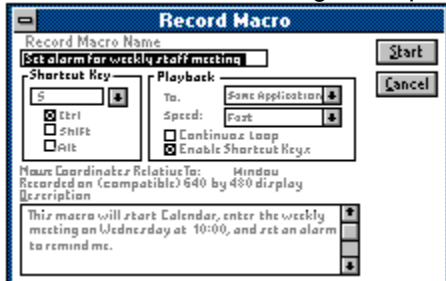 Record Macro
Record Macro Name
Set alarm for weekly staff meeting
Start
Cancel
Shortcut Key
5
Ctrl
Shift
Alt
Playback
To: Same Application
Speed: Fast
Continuous Loop
Enable Shortcut Keys
Mouse Coordinates Relative To: Window
Recorded on (compatible) 640 by 480 display
Description
This macro will start Calendar, enter the weekly
meeting on Wednesday at 10:00, and set an alarm
to remind me.